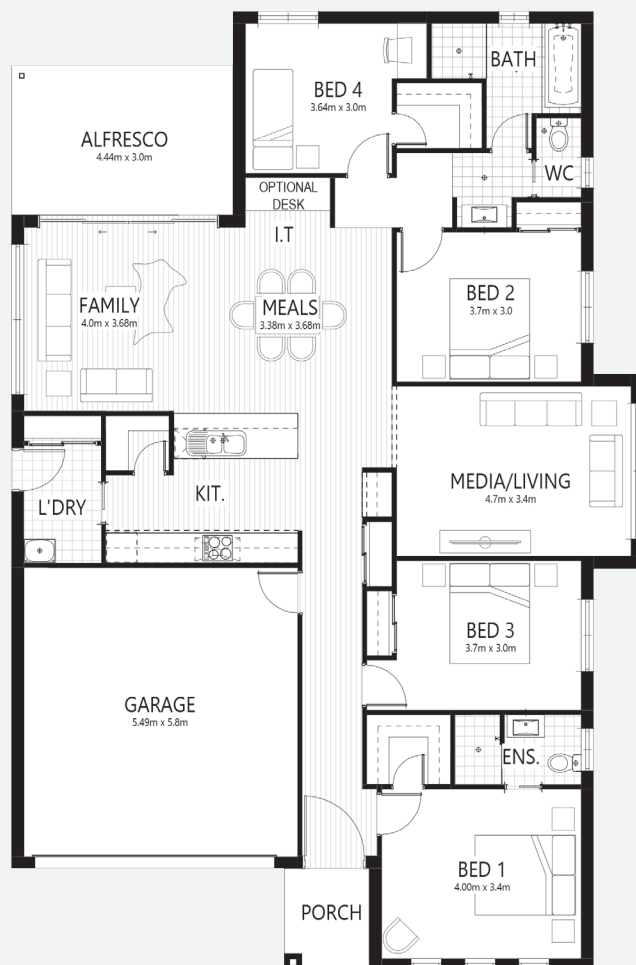 BATH
BED 4
3.64m x 3.0m
ALFRESCO
4.44m x 3.0m
WC
OPTIONAL
DESK
I.T
BED 2
3.7m x 3.0
FAMILY
4.0m x 3.68m
MEALS
3.38m x 3.68m
MEDIA/LIVING
4.7m x 3.4m
KIT.
L'DRY
BED 3
3.7m x 3.0m
GARAGE
5.49m x 5.8m
ENS.
BED 1
4.00m x 3.4m
PORCH